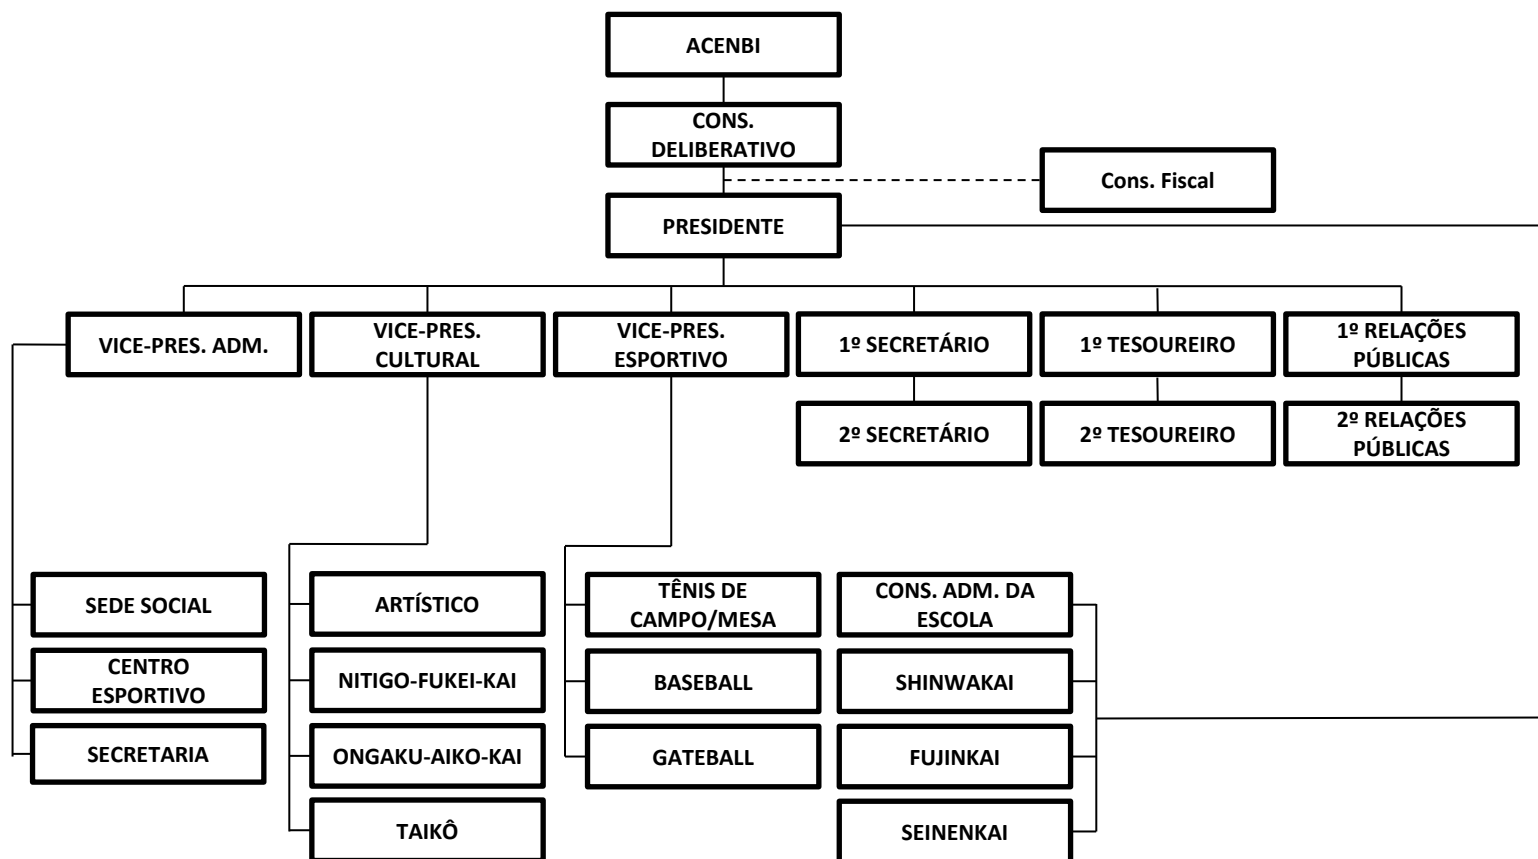 ACENBI
CONS.
DELIBERATIVO
Cons. Fiscal
PRESIDENTE
VICE-PRES. ADM.
VICE-PRES.
CULTURAL
VICE-PRES.
ESPORTIVO
1º SECRETÁRIO
1º TESOUREIRO
1º RELAÇÕES
PÚBLICAS
2º SECRETÁRIO
2º TESOUREIRO
2º RELAÇÕES
PÚBLICAS
SEDE SOCIAL
ARTÍSTICO
TÊNIS DE
CAMPO/MESA
CONS. ADM. DA
ESCOLA
CENTRO
ESPORTIVO
NITIGO-FUKEI-KAI
BASEBALL
SHINWAKAI
SECRETARIA
ONGAKU-AIKO-KAI
GATEBALL
FUJINKAI
TAIKÔ
SEINENKAI